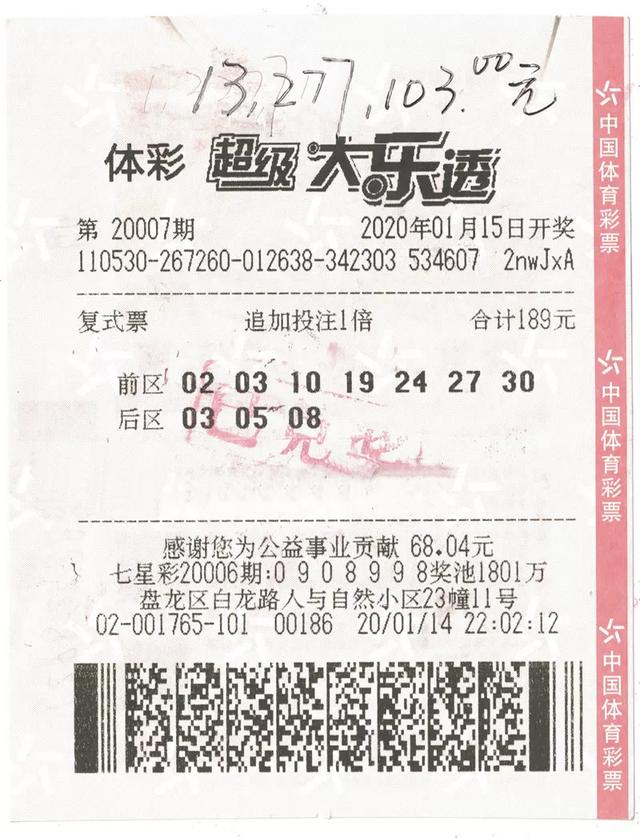 13,277,103.00元
体彩 超级大乐透
第 20007期 2020年01月15日开奖
110530-267260-012638-342303 534607 2nwJxA
复式票 追加投注1倍 合计189元
前区 02 03 10 19 24 27 30
后区 03 05 08
已兑奖
感谢您为公益事业贡献 68.04元
七星彩20006期:0 9 0 8 9 9 8奖池1801万
盘龙区白龙路人与自然小区23幢11号
02-001765-101 00186 20/01/14 22:02:12
中国体育彩票
中国体育彩票
中国体育彩票